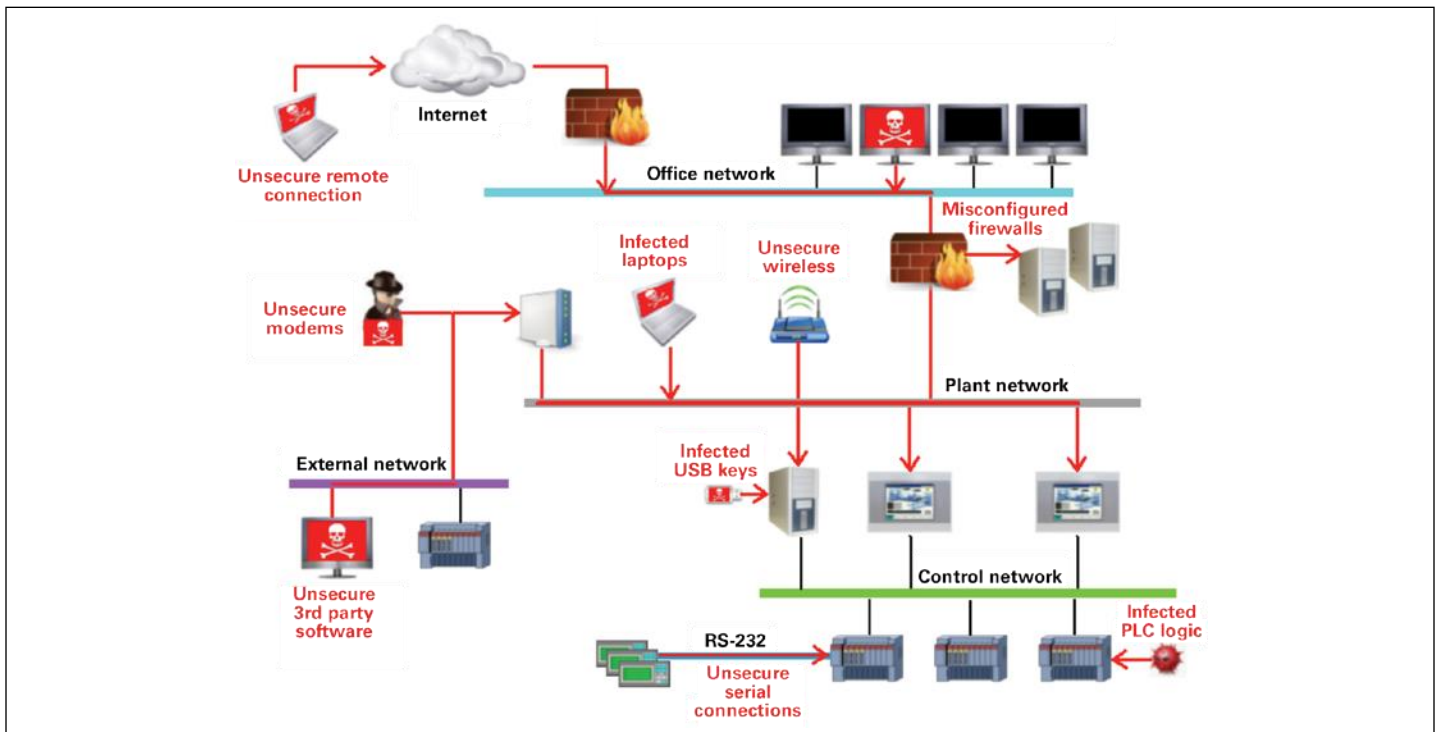 Internet
Unsecure remote
connection
Office network
Misconfigured
firewalls
Infected
laptops
Unsecure
wireless
Unsecure
modems
Plant network
External network
Infected
USB keys
Control network
Unsecure
3rd party
software
Infected
PLC logic
RS-232
Unsecure
serial
connections